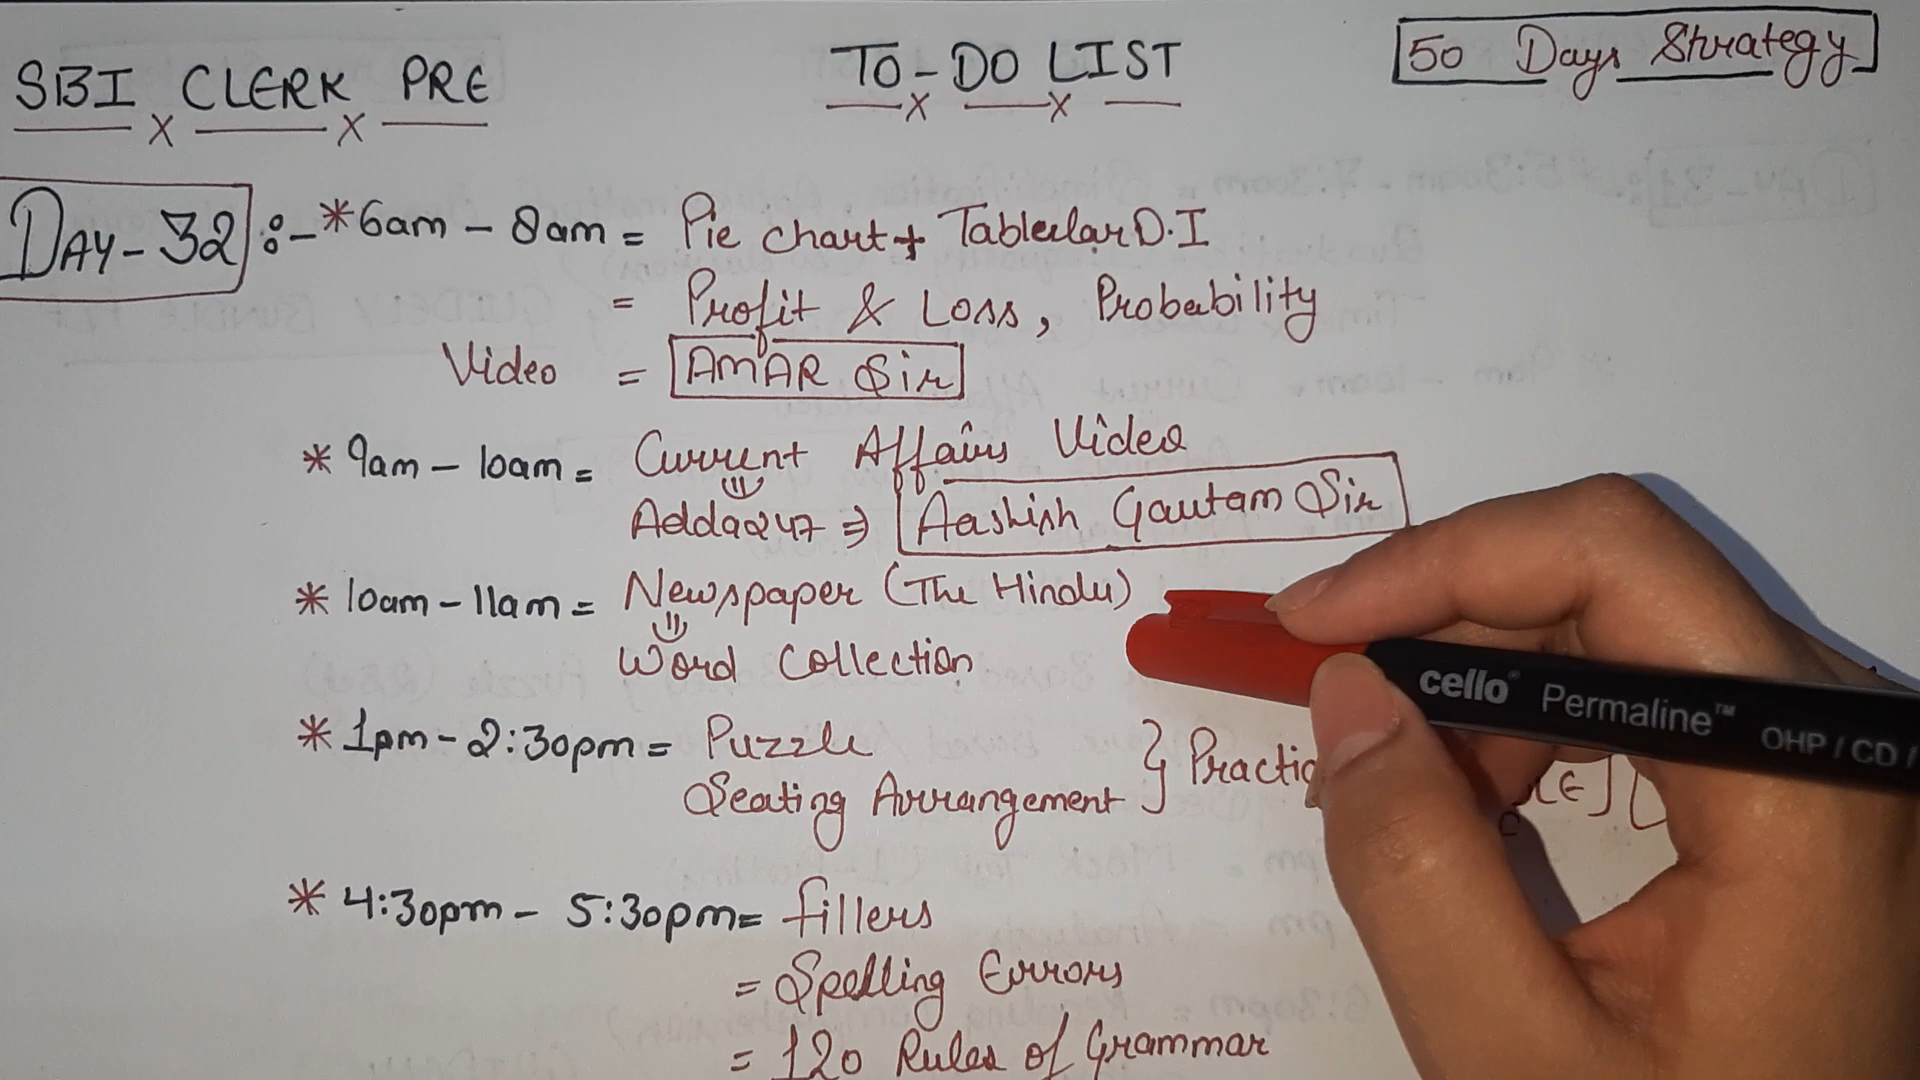 SBI CLERK PRE
TO-DO LIST
50 Days Strategy
DAY-32 :- *6am - 8am = Pie chart + Tablular D.I
= Profit & Loss, Probability
Video = AMAR Sir
* 9am - 10am = Current Affairs Video
Adda247 ⇒ Aashish Gautam Sir
* 10am - 11am = Newspaper (The Hindu)
Word Collection
* 1pm - 2:30pm = Puzzle
Seating Arrangement } Practic
* 4:30pm - 5:30pm = fillers
= Spelling Errors
= 120 Rules of Grammar
cello Permaline™ OHP / CD /